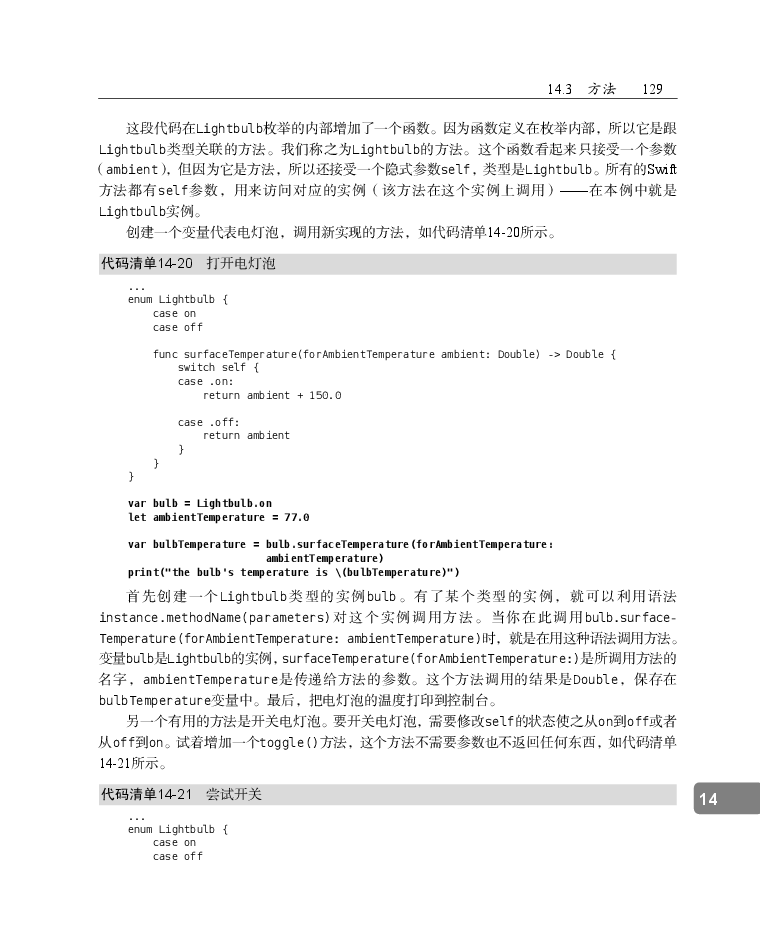 14.3 方法 129
这段代码在Lightbulb枚举的内部增加了一个函数。因为函数定义在枚举内部，所以它是跟
Lightbulb类型关联的方法。我们称之为Lightbulb的方法。这个函数看起来只接受一个参数
（ambient），但因为它是方法，所以还接受一个隐式参数self，类型是Lightbulb。所有的Swift
方法都有self参数，用来访问对应的实例（该方法在这个实例上调用）——在本例中就是
Lightbulb实例。
创建一个变量代表电灯泡，调用新实现的方法，如代码清单14-20所示。
代码清单14-20 打开电灯泡
...
enum Lightbulb {
    case on
    case off
    func surfaceTemperature(forAmbientTemperature ambient: Double) -> Double {
        switch self {
        case .on:
            return ambient + 150.0
        case .off:
            return ambient
        }
    }
}
var bulb = Lightbulb.on
let ambientTemperature = 77.0
var bulbTemperature = bulb.surfaceTemperature(forAmbientTemperature:
                      ambientTemperature)
print("the bulb's temperature is \(bulbTemperature)")
首先创建一个Lightbulb类型的实例bulb。有了某个类型的实例，就可以利用语法
instance.methodName(parameters)对这个实例调用方法。当你在此调用bulb.surface-
Temperature(forAmbientTemperature: ambientTemperature)时，就是在用这种语法调用方法。
变量bulb是Lightbulb的实例，surfaceTemperature(forAmbientTemperature:)是所调用方法的
名字，ambientTemperature是传递给方法的参数。这个方法调用的结果是Double，保存在
bulbTemperature变量中。最后，把电灯泡的温度打印到控制台。
另一个有用的方法是开关电灯泡。要开关电灯泡，需要修改self的状态使之从on到off或者
从off到on。试着增加一个toggle()方法，这个方法不需要参数也不返回任何东西，如代码清单
14-21所示。
代码清单14-21 尝试开关
14
...
enum Lightbulb {
    case on
    case off